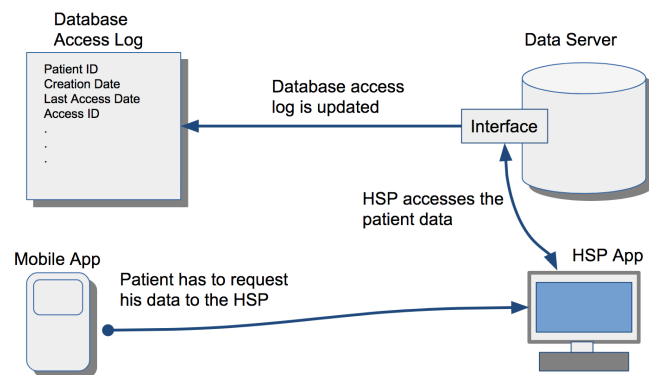 Database
Access Log
Patient ID
Creation Date
Last Access Date
Access ID
.
.
.
Database access
log is updated
Data Server
Interface
HSP accesses the
patient data
Mobile App
Patient has to request
his data to the HSP
HSP App